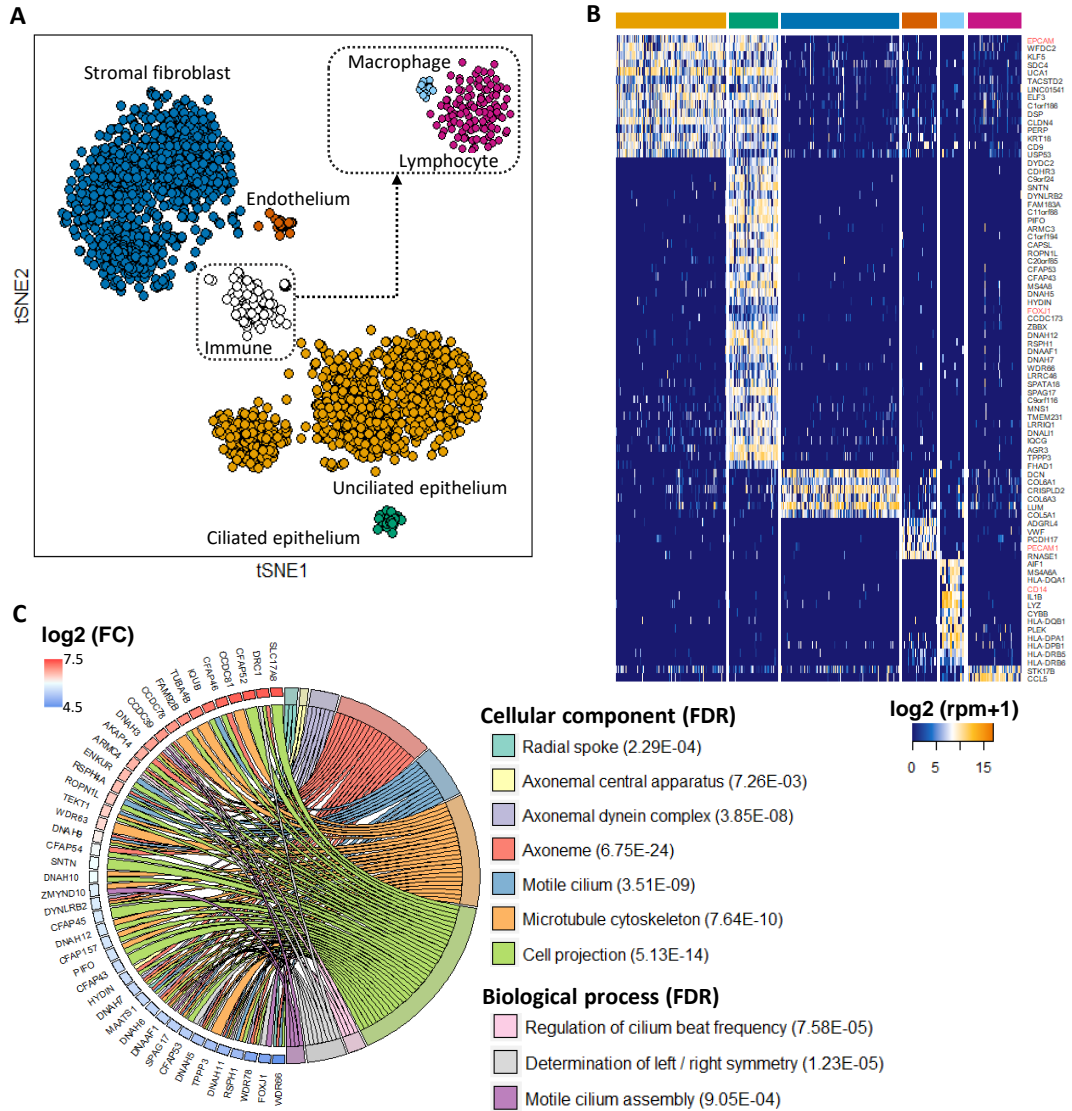 A
Stromal fibroblast
Macrophage
Lymphocyte
Endothelium
Immune
Unciliated epithelium
Ciliated epithelium
tSNE1
tSNE2
B
EPCAM
WFDC2
KLF5
SDC4
UCA1
TACSTD2
LINC01541
ELF3
C1orf186
DSP
CLDN4
PERP
KRT18
CD9
USP53
DYDC2
CDHR3
C9orf24
SNTN
DYNLRB2
FAM183A
C11orf88
PIFO
ARMC3
C1orf194
CAPSL
ROPN1L
C20orf85
CFAP53
CFAP43
MS4A8
DNAH5
HYDIN
FOXJ1
CCDC173
ZBBX
DNAH12
RSPH1
DNAAF1
DNAH7
WDR66
LRRC46
SPATA18
SPAG17
C9orf116
MNS1
TMEM231
LRRIQ1
DNALI1
IQCG
AGR3
TPPP3
FHAD1
DCN
COL6A1
CRISPLD2
COL6A3
LUM
COL5A1
ADGRL4
VWF
PCDH17
PECAM1
RNASE1
AIF1
MS4A6A
HLA-DQA1
CD14
IL1B
LYZ
CYBB
HLA-DQB1
PLEK
HLA-DPA1
HLA-DPB1
HLA-DRB5
HLA-DRB6
STK17B
CCL5
log2 (rpm+1)
0 5 15
C
log2 (FC)
7.5
4.5
SLC17A8
DRC1
CFAP52
CCDC81
CFAP46
IQUB
TUBA4B
FAM92B
CCDC78
CCDC39
DNAH3
AKAP14
ARMC4
ENKUR
RSPH4A
ROPN1L
TEKT1
WDR63
DNAH9
CFAP54
SNTN
DNAH10
ZMYND10
DYNLRB2
CFAP45
DNAH12
CFAP157
PIFO
CFAP43
HYDIN
DNAH7
MAATS1
DNAH6
DNAAF1
SPAG17
CFAP53
DNAH5
TPPP3
DNAH11
RSPH1
WDR78
FOXJ1
WDR66
Cellular component (FDR)
Radial spoke (2.29E-04)
Axonemal central apparatus (7.26E-03)
Axonemal dynein complex (3.85E-08)
Axoneme (6.75E-24)
Motile cilium (3.51E-09)
Microtubule cytoskeleton (7.64E-10)
Cell projection (5.13E-14)
Biological process (FDR)
Regulation of cilium beat frequency (7.58E-05)
Determination of left / right symmetry (1.23E-05)
Motile cilium assembly (9.05E-04)